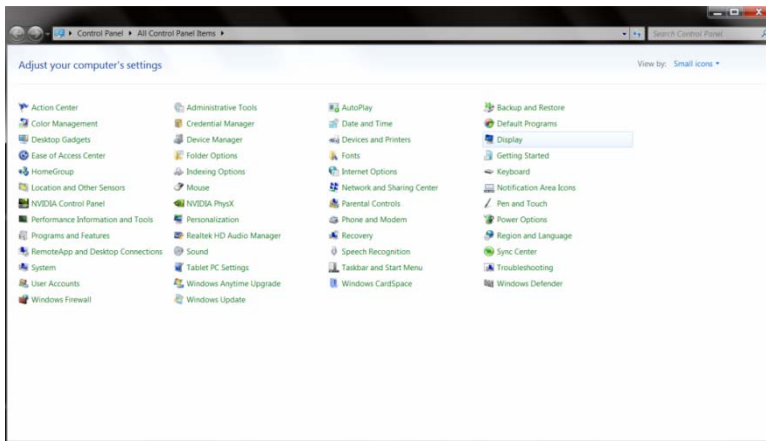 Control Panel ▸ All Control Panel Items ▸ Search Control Panel
Adjust your computer's settings View by: Small icons
Action Center Administrative Tools AutoPlay Backup and Restore
Color Management Credential Manager Date and Time Default Programs
Desktop Gadgets Device Manager Devices and Printers Display
Ease of Access Center Folder Options Fonts Getting Started
HomeGroup Indexing Options Internet Options Keyboard
Location and Other Sensors Mouse Network and Sharing Center Notification Area Icons
NVIDIA Control Panel NVIDIA PhysX Parental Controls Pen and Touch
Performance Information and Tools Personalization Phone and Modem Power Options
Programs and Features Realtek HD Audio Manager Recovery Region and Language
RemoteApp and Desktop Connections Sound Speech Recognition Sync Center
System Tablet PC Settings Taskbar and Start Menu Troubleshooting
User Accounts Windows Anytime Upgrade Windows CardSpace Windows Defender
Windows Firewall Windows Update